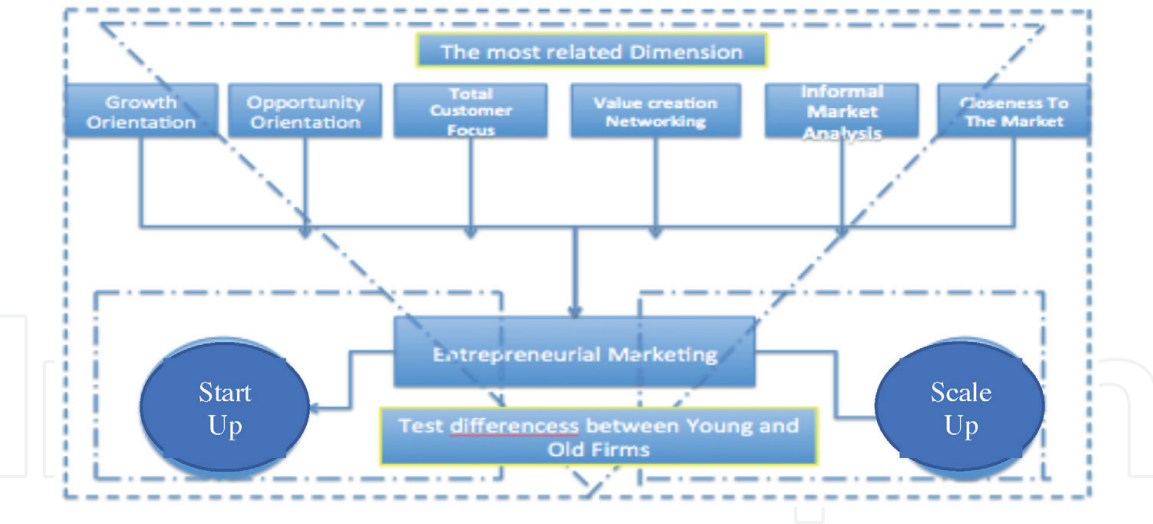 The most related Dimension
Growth
Orientation
Opportunity
Orientation
Total
Customer
Focus
Value creation
Networking
Informal
Market
Analysis
Closeness To
The Market
Entrepreneurial Marketing
Start
Up
Scale
Up
Test differencess between Young and
Old Firms